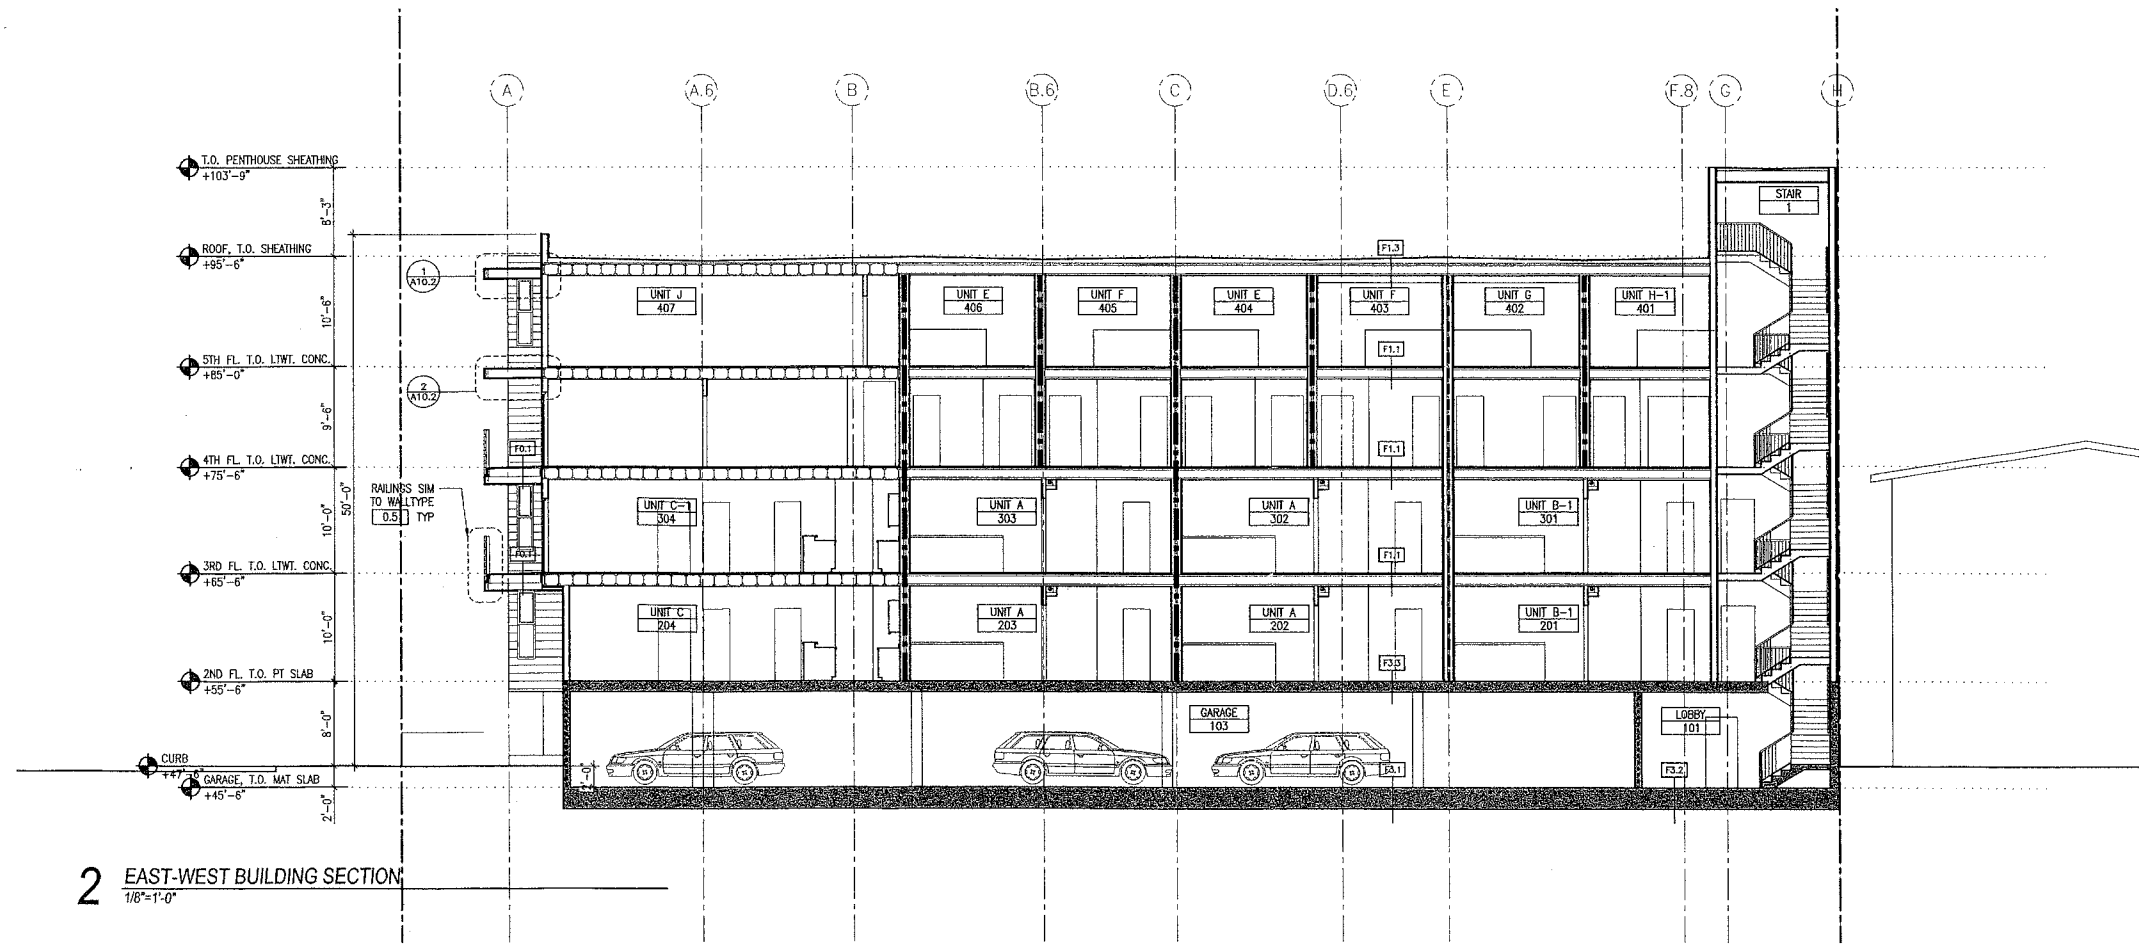 A
A.6
B
B.6
C
D.6
E
F.8
G
H
T.O. PENTHOUSE SHEATHING
+103'-9"
8'-3"
STAIR
1
ROOF, T.O. SHEATHING
+95'-6"
F1.3
1
A10.2
UNIT J
407
UNIT E
406
UNIT F
405
UNIT E
404
UNIT F
403
UNIT G
402
UNIT H-1
401
10'-6"
5TH FL. T.O. LTWT. CONC.
+85'-0"
F1.1
2
A10.2
9'-6"
F0.1
F1.1
4TH FL. T.O. LTWT. CONC.
+75'-6"
50'-0"
RAILINGS SIM
TO WALLTYPE
0.5 TYP
UNIT C-1
304
UNIT A
303
UNIT A
302
UNIT B-1
301
10'-0"
F0.1
F1.1
3RD FL. T.O. LTWT. CONC.
+65'-6"
UNIT C
204
UNIT A
203
UNIT A
202
UNIT B-1
201
10'-0"
F3.3
2ND FL. T.O. PT SLAB
+55'-6"
GARAGE
103
LOBBY
101
8'-0"
CURB
+47'-6"
F3.1
F3.2
GARAGE, T.O. MAT SLAB
+45'-6"
2'-0"
2'-0"
2 EAST-WEST BUILDING SECTION
1/8"=1'-0"